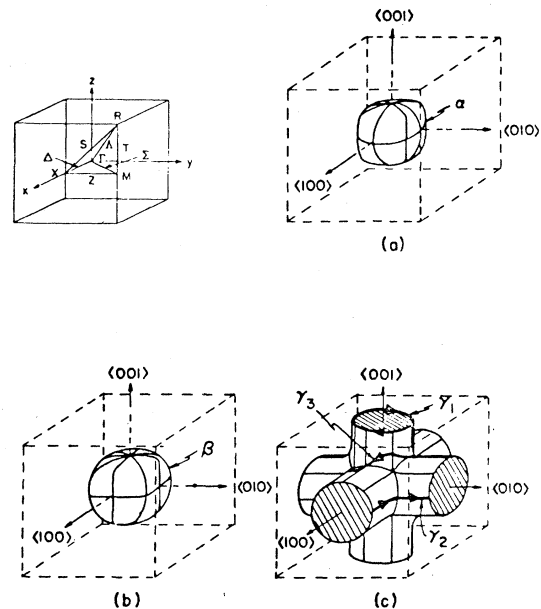 ⟨001⟩
z
R
S
Λ
T
Σ
Δ
Γ
y
X
x
Z
M
α
⟨010⟩
⟨100⟩
(a)
⟨001⟩
β
⟨010⟩
⟨100⟩
(b)
⟨001⟩
γ3
γ1
⟨010⟩
⟨100⟩
γ2
(c)